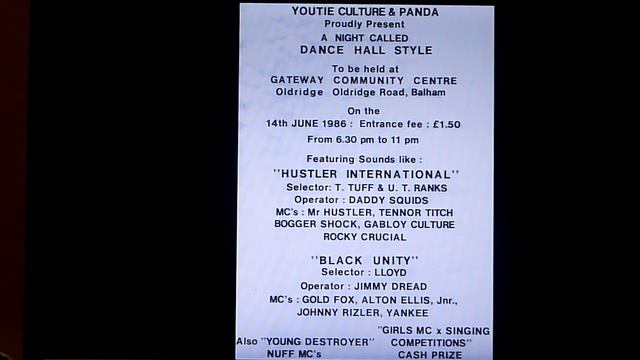 YOUTIE CULTURE & PANDA
Proudly Present
A NIGHT CALLED
DANCE HALL STYLE
To be held at
GATEWAY COMMUNITY CENTRE
Oldridge Oldridge Road, Balham
On the
14th JUNE 1986 : Entrance fee : £1.50
From 6.30 pm to 11 pm
Featuring Sounds like :
"HUSTLER INTERNATIONAL"
Selector: T. TUFF & U. T. RANKS
Operator : DADDY SQUIDS
MC's : Mr HUSTLER, TENNOR TITCH
BOGGER SHOCK, GABLOY CULTURE
ROCKY CRUCIAL
"BLACK UNITY"
Selector : LLOYD
Operator : JIMMY DREAD
MC's : GOLD FOX, ALTON ELLIS, Jnr.,
JOHNNY RIZLER, YANKEE
"GIRLS MC x SINGING
Also "YOUNG DESTROYER" COMPETITIONS"
NUFF MC's CASH PRIZE